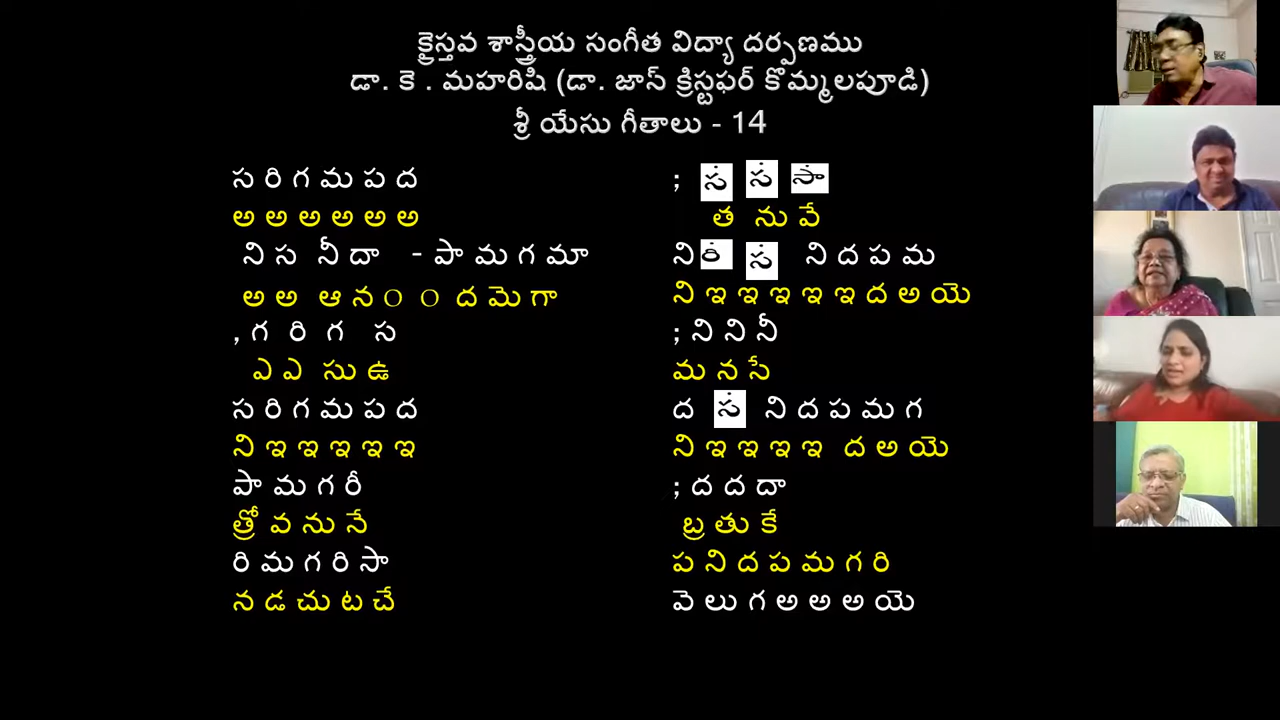 క్రైస్తవ శాస్త్రీయ సంగీత విద్యా దర్పణము
డా. కె . మహరిషి (డా. జాస్ క్రిస్టఫర్ కొమ్మలపూడి)
శ్రీ యేసు గీతాలు - 14
స రి గ మ ప ద
అ అ అ అ అ అ
ని స నీ దా - పా మ గ మా
అ అ ఆ న ం ం ద మె గా
, గ రి గ స
ఎ ఎ సు ఉ
స రి గ మ ప ద
ని ఇ ఇ ఇ ఇ ఇ
పా మ గ రీ
త్రో వ ను నే
రి మ గ రి సా
న డ చు ట చే
; స̇ స̇ సా̇
త ను వే
ని రి̇ స̇ ని ద ప మ
ని ఇ ఇ ఇ ఇ ఇ ద అ యె
; ని ని నీ
మ న సే
ద స̇ ని ద ప మ గ
ని ఇ ఇ ఇ ఇ ద అ యె
; ద ద దా
బ్ర తు కే
ప ని ద ప మ గ రి
వె లు గ అ అ అ యె